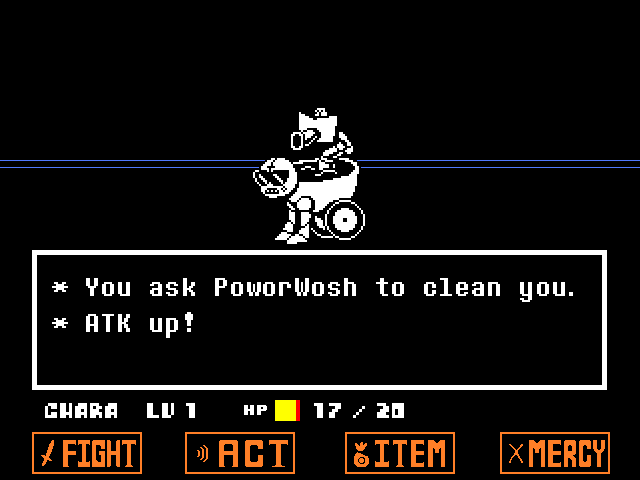 * You ask PoworWosh to clean you.
* ATK up!
CHARA LV 1 HP 17 / 20
FIGHT ACT ITEM MERCY